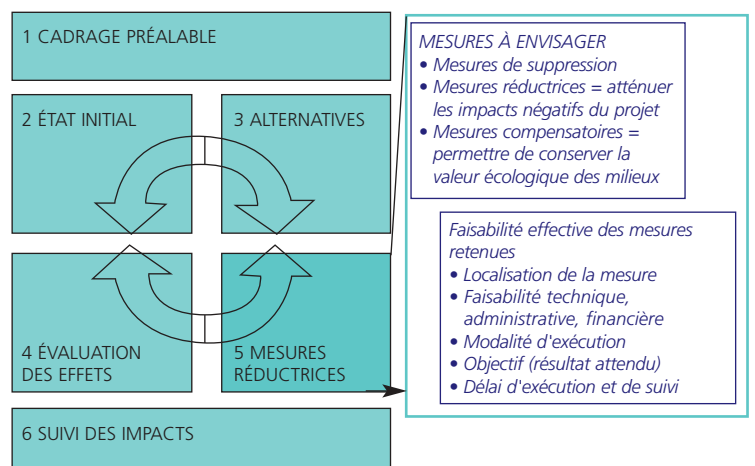 1 CADRAGE PRÉALABLE
2 ÉTAT INITIAL
3 ALTERNATIVES
4 ÉVALUATION
DES EFFETS
5 MESURES
RÉDUCTRICES
6 SUIVI DES IMPACTS
MESURES À ENVISAGER
• Mesures de suppression
• Mesures réductrices = atténuer
les impacts négatifs du projet
• Mesures compensatoires =
permettre de conserver la
valeur écologique des milieux
Faisabilité effective des mesures
retenues
• Localisation de la mesure
• Faisabilité technique,
administrative, financière
• Modalité d'exécution
• Objectif (résultat attendu)
• Délai d'exécution et de suivi